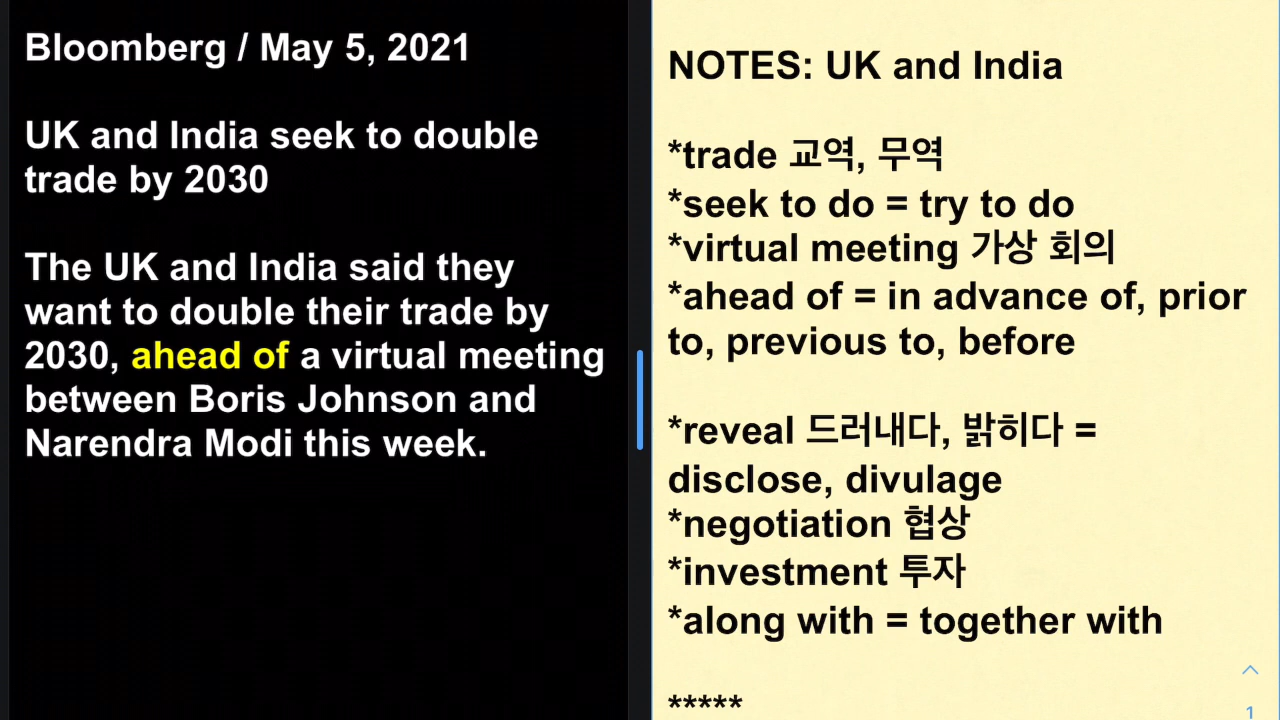 Bloomberg / May 5, 2021
UK and India seek to double
trade by 2030
The UK and India said they
want to double their trade by
2030, ahead of a virtual meeting
between Boris Johnson and
Narendra Modi this week.
NOTES: UK and India
*trade 교역, 무역
*seek to do = try to do
*virtual meeting 가상 회의
*ahead of = in advance of, prior
to, previous to, before
*reveal 드러내다, 밝히다 =
disclose, divulage
*negotiation 협상
*investment 투자
*along with = together with
*****
1